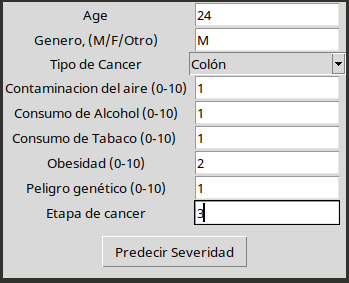 Age 24
Genero, (M/F/Otro) M
Tipo de Cancer Colón
Contaminacion del aire (0-10) 1
Consumo de Alcohol (0-10) 1
Consumo de Tabaco (0-10) 1
Obesidad (0-10) 2
Peligro genético (0-10) 1
Etapa de cancer 3
Predecir Severidad